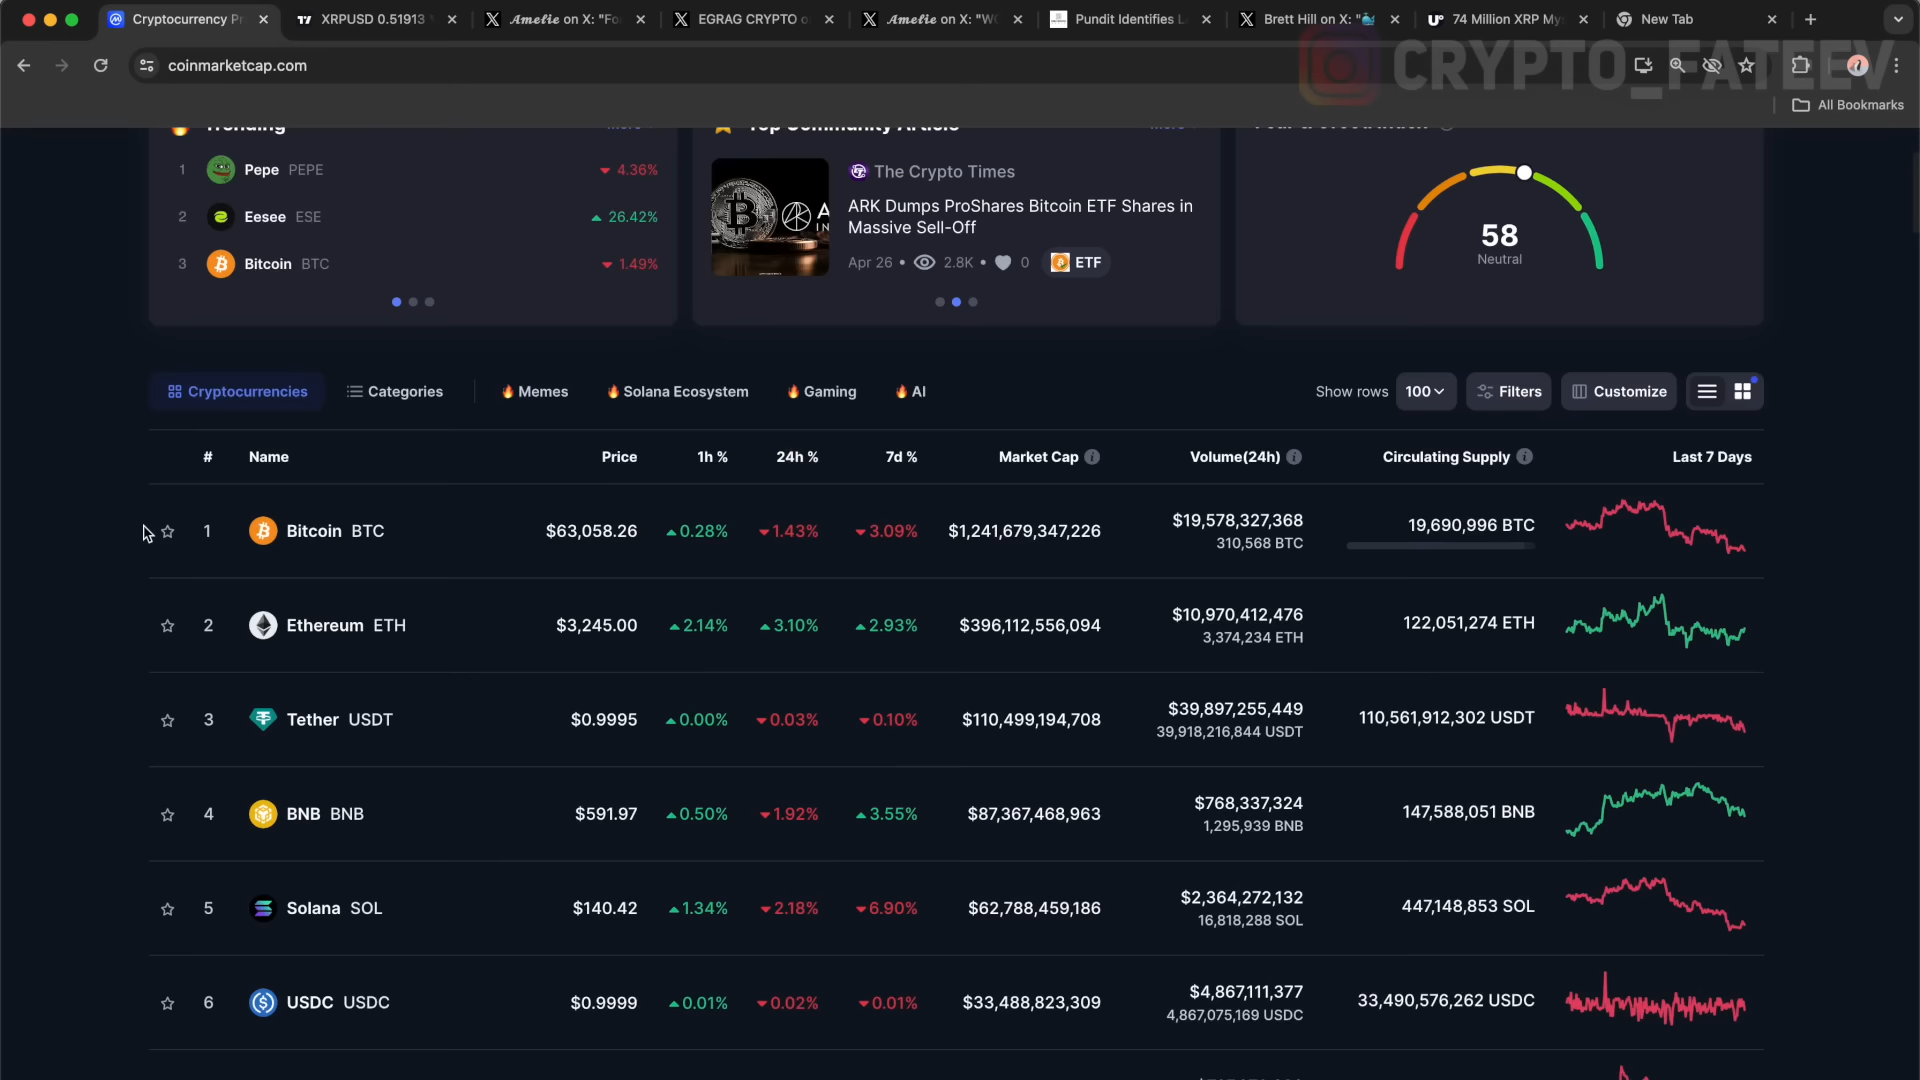 Cryptocurrency Pr
XRPUSD 0.51913
𝓐𝓶𝓮𝓵𝓲𝓮 on X: "Fo
EGRAG CRYPTO o
𝓐𝓶𝓮𝓵𝓲𝓮 on X: "WO
Pundit Identifies L
Brett Hill on X: "🐳
74 Million XRP My
New Tab
coinmarketcap.com
CRYPTO_FATEEV
All Bookmarks
Trending
More
1 Pepe PEPE 4.36%
2 Eesee ESE 26.42%
3 Bitcoin BTC 1.49%
Top Community Article
More
The Crypto Times
ARK Dumps ProShares Bitcoin ETF Shares in
Massive Sell-Off
Apr 26 • 2.8K • 0 ETF
58
Neutral
Cryptocurrencies Categories Memes Solana Ecosystem Gaming AI Show rows 100 Filters Customize
# Name Price 1h % 24h % 7d % Market Cap Volume(24h) Circulating Supply Last 7 Days
1 Bitcoin BTC $63,058.26 0.28% 1.43% 3.09% $1,241,679,347,226 $19,578,327,368 19,690,996 BTC
310,568 BTC
2 Ethereum ETH $3,245.00 2.14% 3.10% 2.93% $396,112,556,094 $10,970,412,476 122,051,274 ETH
3,374,234 ETH
3 Tether USDT $0.9995 0.00% 0.03% 0.10% $110,499,194,708 $39,897,255,449 110,561,912,302 USDT
39,918,216,844 USDT
4 BNB BNB $591.97 0.50% 1.92% 3.55% $87,367,468,963 $768,337,324 147,588,051 BNB
1,295,939 BNB
5 Solana SOL $140.42 1.34% 2.18% 6.90% $62,788,459,186 $2,364,272,132 447,148,853 SOL
16,818,288 SOL
6 USDC USDC $0.9999 0.01% 0.02% 0.01% $33,488,823,309 $4,867,111,377 33,490,576,262 USDC
4,867,075,169 USDC